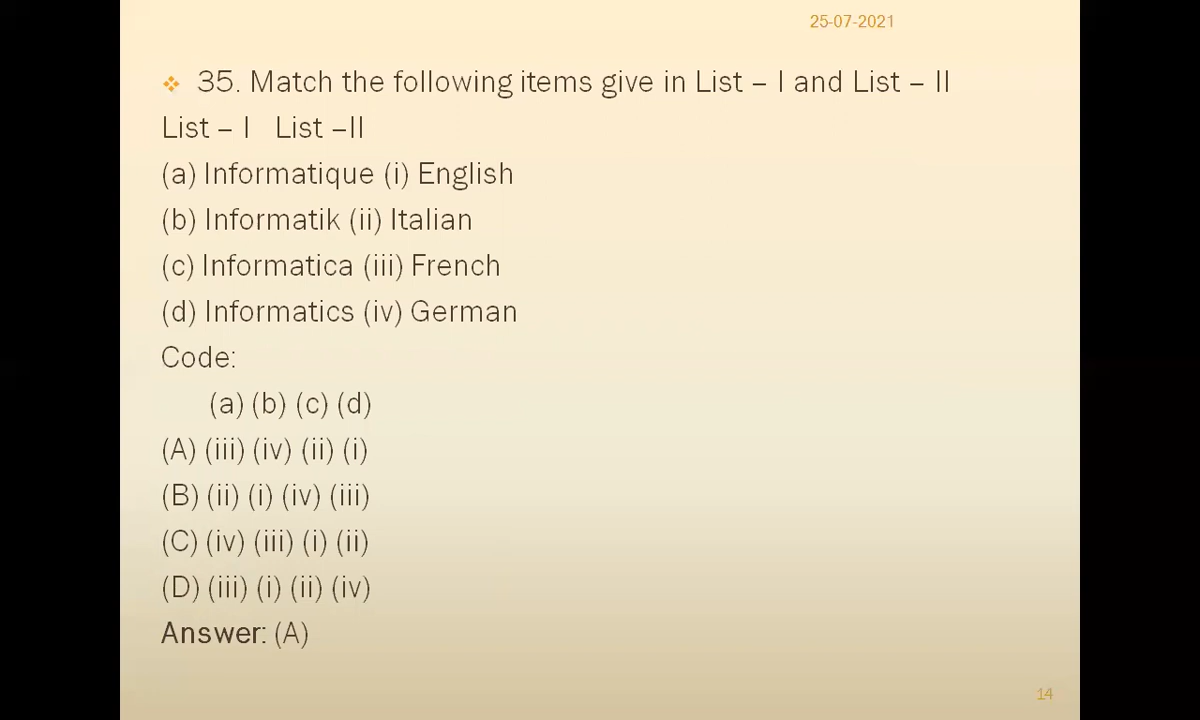 25-07-2021
❖ 35. Match the following items give in List – I and List – II
List – I List –II
(a) Informatique (i) English
(b) Informatik (ii) Italian
(c) Informatica (iii) French
(d) Informatics (iv) German
Code:
(a) (b) (c) (d)
(A) (iii) (iv) (ii) (i)
(B) (ii) (i) (iv) (iii)
(C) (iv) (iii) (i) (ii)
(D) (iii) (i) (ii) (iv)
Answer: (A)
14